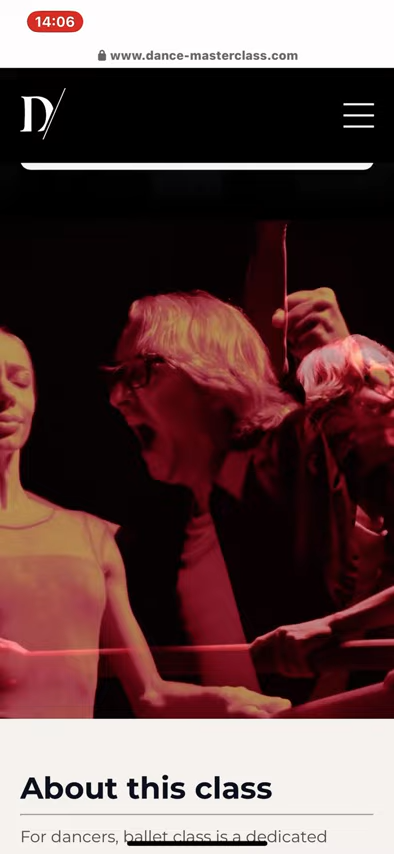 14:06
www.dance-masterclass.com
D/
About this class
For dancers, ballet class is a dedicated